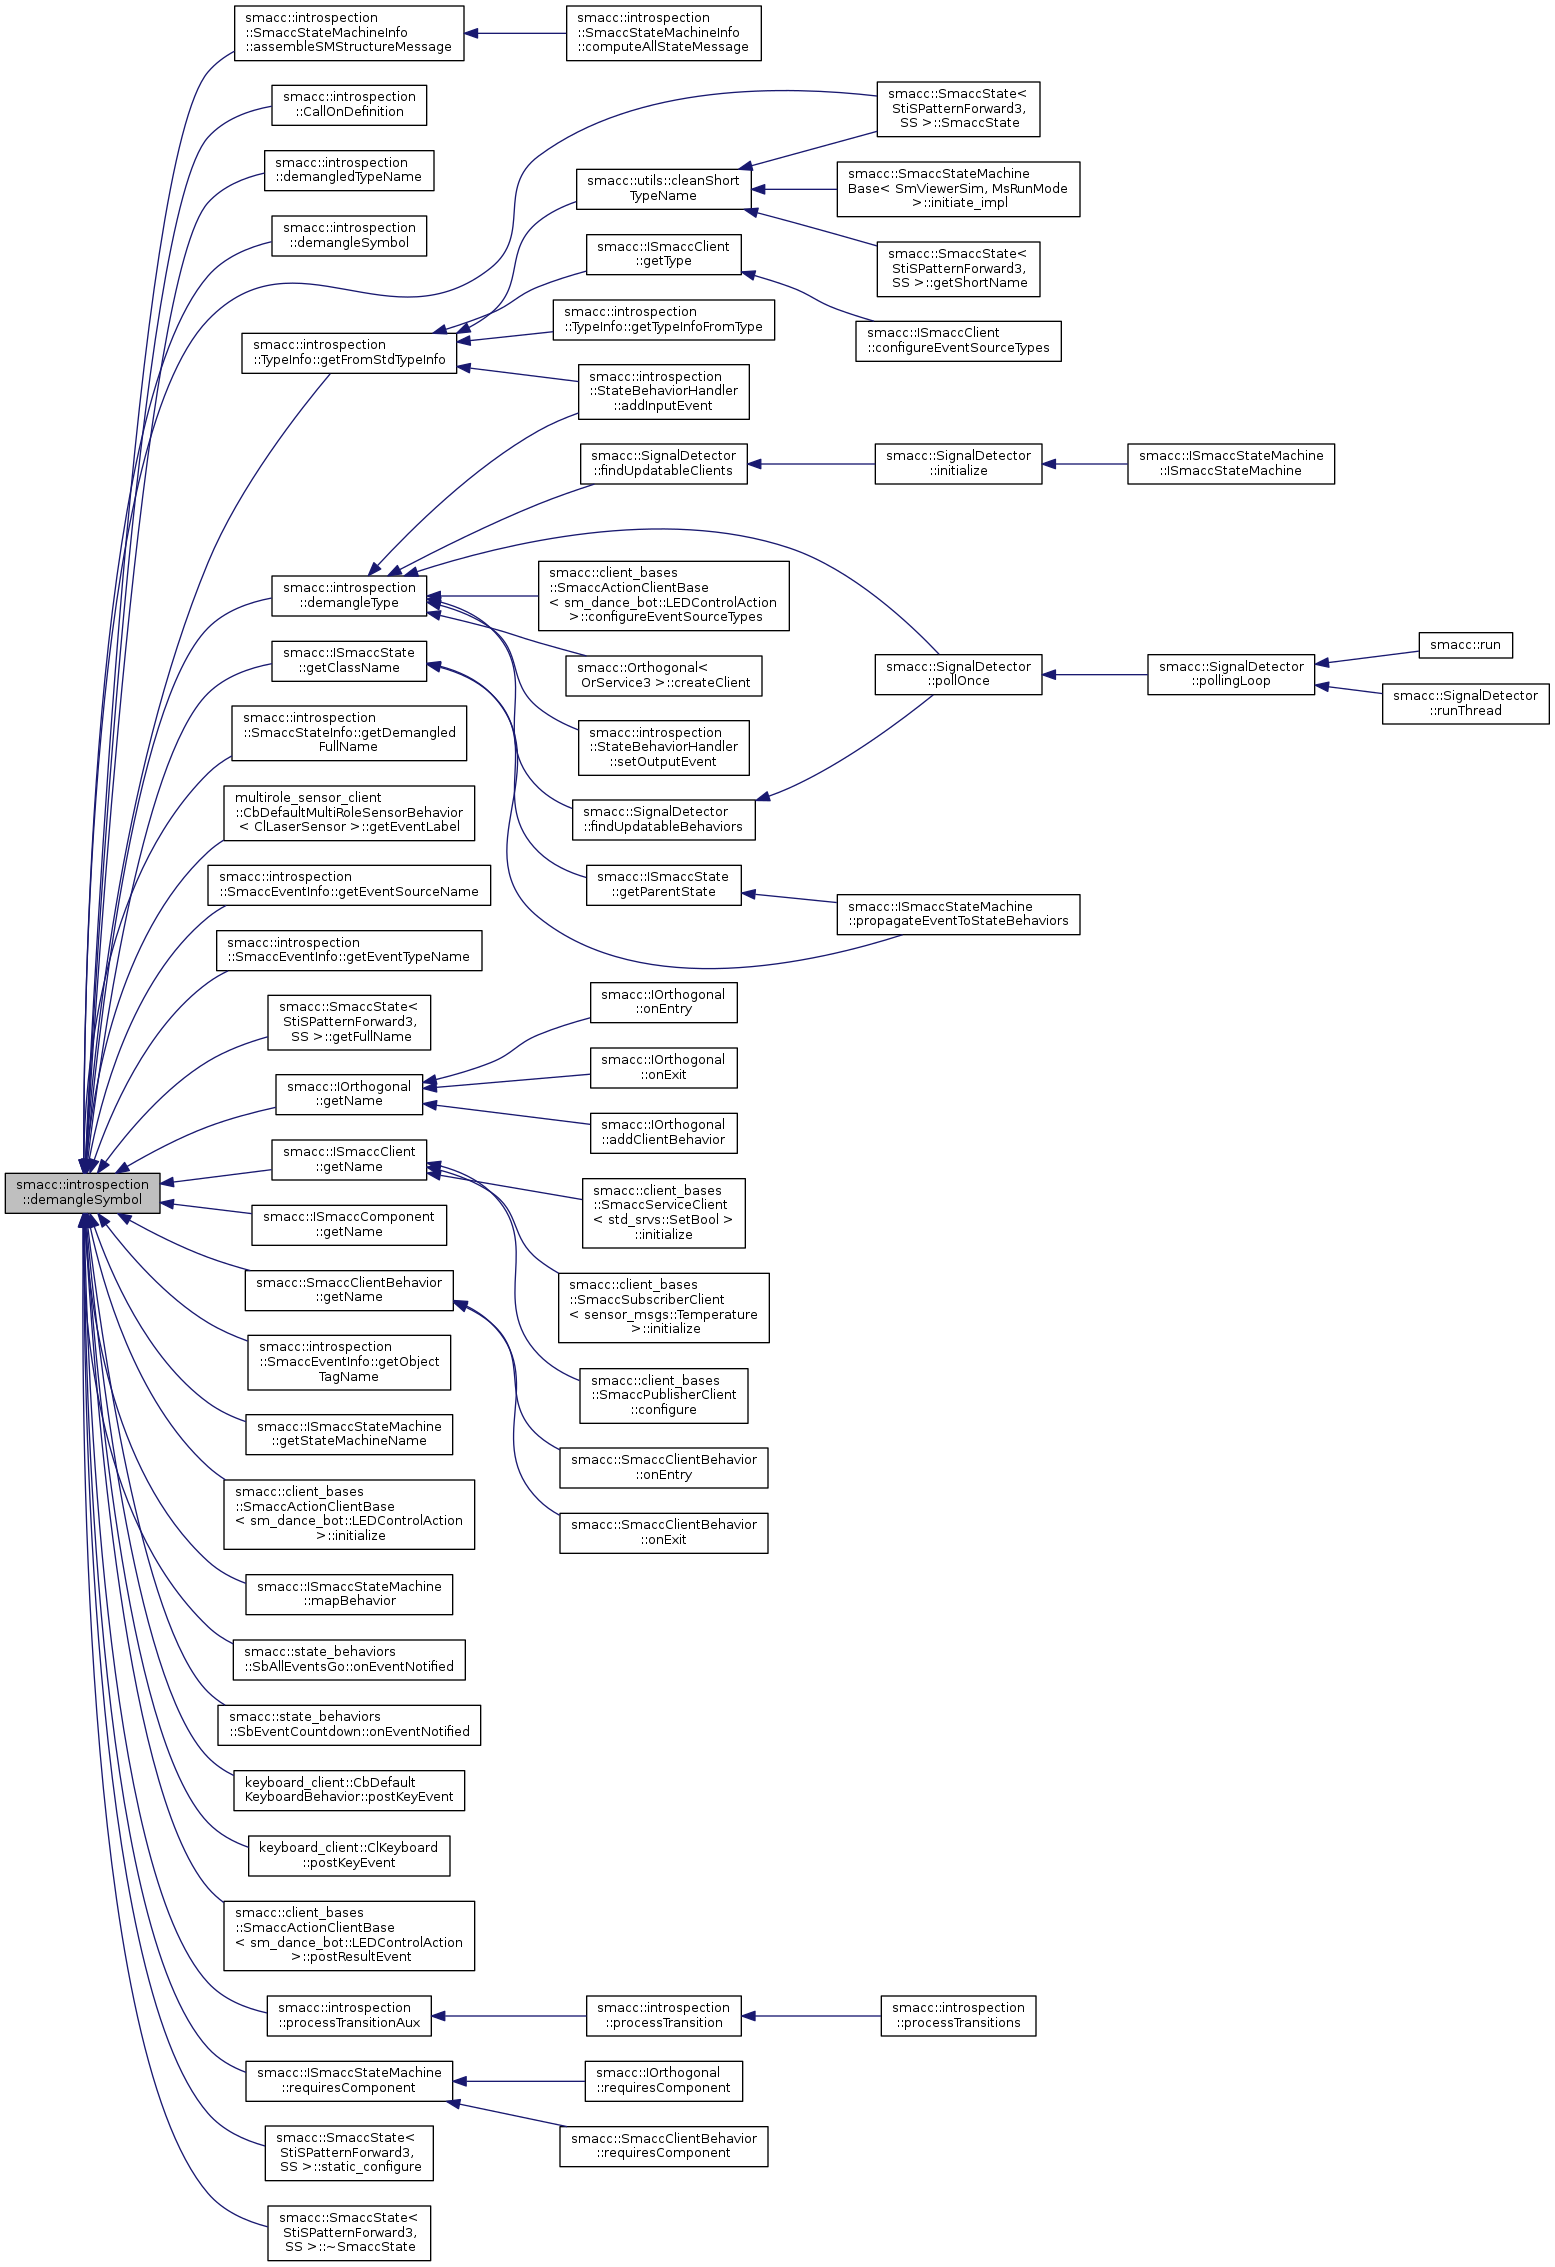 smacc::introspection
::SmaccStateMachineInfo
::assembleSMStructureMessage
smacc::introspection
::SmaccStateMachineInfo
::computeAllStateMessage
smacc::introspection
::CallOnDefinition
smacc::SmaccState<
StiSPatternForward3,
SS >::SmaccState
smacc::introspection
::demangledTypeName
smacc::utils::cleanShort
TypeName
smacc::SmaccStateMachine
Base< SmViewerSim, MsRunMode
>::initiate_impl
smacc::introspection
::demangleSymbol
smacc::ISmaccClient
::getType
smacc::SmaccState<
StiSPatternForward3,
SS >::getShortName
smacc::introspection
::TypeInfo::getTypeInfoFromType
smacc::introspection
::TypeInfo::getFromStdTypeInfo
smacc::ISmaccClient
::configureEventSourceTypes
smacc::introspection
::StateBehaviorHandler
::addInputEvent
smacc::SignalDetector
::findUpdatableClients
smacc::SignalDetector
::initialize
smacc::ISmaccStateMachine
::ISmaccStateMachine
smacc::introspection
::demangleType
smacc::client_bases
::SmaccActionClientBase
< sm_dance_bot::LEDControlAction
>::configureEventSourceTypes
smacc::ISmaccState
::getClassName
smacc::Orthogonal<
OrService3 >::createClient
smacc::SignalDetector
::pollOnce
smacc::SignalDetector
::pollingLoop
smacc::run
smacc::SignalDetector
::runThread
smacc::introspection
::SmaccStateInfo::getDemangled
FullName
smacc::introspection
::StateBehaviorHandler
::setOutputEvent
multirole_sensor_client
::CbDefaultMultiRoleSensorBehavior
< ClLaserSensor >::getEventLabel
smacc::SignalDetector
::findUpdatableBehaviors
smacc::introspection
::SmaccEventInfo::getEventSourceName
smacc::ISmaccState
::getParentState
smacc::ISmaccStateMachine
::propagateEventToStateBehaviors
smacc::introspection
::SmaccEventInfo::getEventTypeName
smacc::SmaccState<
StiSPatternForward3,
SS >::getFullName
smacc::IOrthogonal
::onEntry
smacc::IOrthogonal
::getName
smacc::IOrthogonal
::onExit
smacc::IOrthogonal
::addClientBehavior
smacc::ISmaccClient
::getName
smacc::introspection
::demangleSymbol
smacc::client_bases
::SmaccServiceClient
< std_srvs::SetBool >
::initialize
smacc::ISmaccComponent
::getName
smacc::SmaccClientBehavior
::getName
smacc::client_bases
::SmaccSubscriberClient
< sensor_msgs::Temperature
>::initialize
smacc::introspection
::SmaccEventInfo::getObject
TagName
smacc::client_bases
::SmaccPublisherClient
::configure
smacc::ISmaccStateMachine
::getStateMachineName
smacc::SmaccClientBehavior
::onEntry
smacc::client_bases
::SmaccActionClientBase
< sm_dance_bot::LEDControlAction
>::initialize
smacc::SmaccClientBehavior
::onExit
smacc::ISmaccStateMachine
::mapBehavior
smacc::state_behaviors
::SbAllEventsGo::onEventNotified
smacc::state_behaviors
::SbEventCountdown::onEventNotified
keyboard_client::CbDefault
KeyboardBehavior::postKeyEvent
keyboard_client::ClKeyboard
::postKeyEvent
smacc::client_bases
::SmaccActionClientBase
< sm_dance_bot::LEDControlAction
>::postResultEvent
smacc::introspection
::processTransitionAux
smacc::introspection
::processTransition
smacc::introspection
::processTransitions
smacc::ISmaccStateMachine
::requiresComponent
smacc::IOrthogonal
::requiresComponent
smacc::SmaccClientBehavior
::requiresComponent
smacc::SmaccState<
StiSPatternForward3,
SS >::static_configure
smacc::SmaccState<
StiSPatternForward3,
SS >::~SmaccState